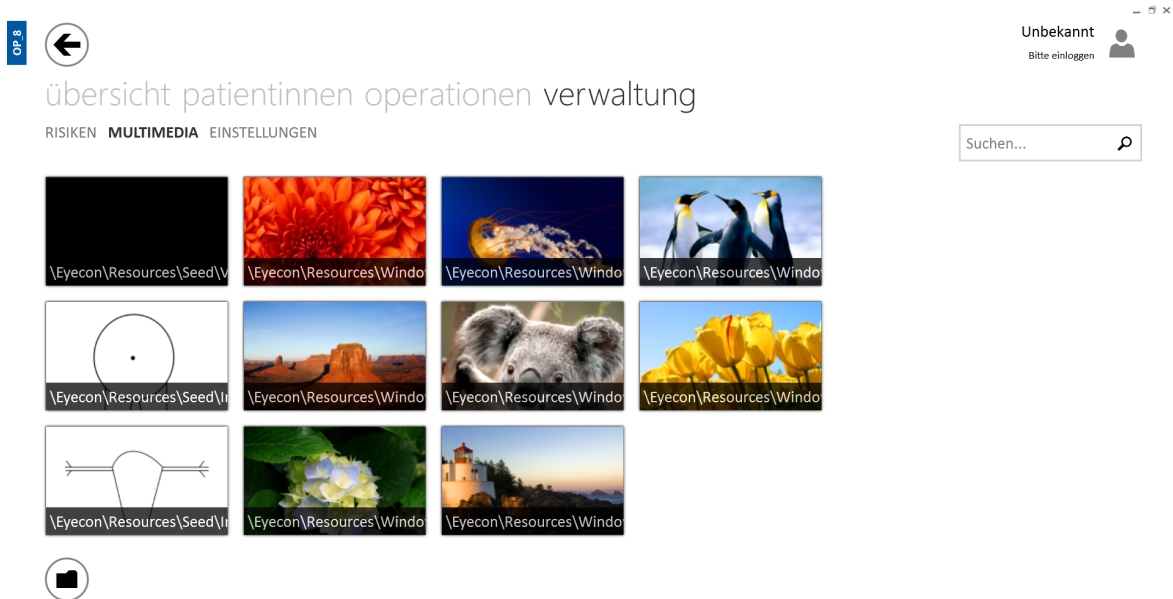 OP_8
Unbekannt
Bitte einloggen
übersicht patientinnen operationen verwaltung
RISIKEN MULTIMEDIA EINSTELLUNGEN
Suchen...
\Eyecon\Resources\Seed\V
\Eyecon\Resources\Windo
\Eyecon\Resources\Windo
\Eyecon\Resources\Windo
\Eyecon\Resources\Seed\I
\Eyecon\Resources\Windo
\Eyecon\Resources\Windo
\Eyecon\Resources\Windo
\Eyecon\Resources\Seed\I
\Eyecon\Resources\Windo
\Eyecon\Resources\Windo